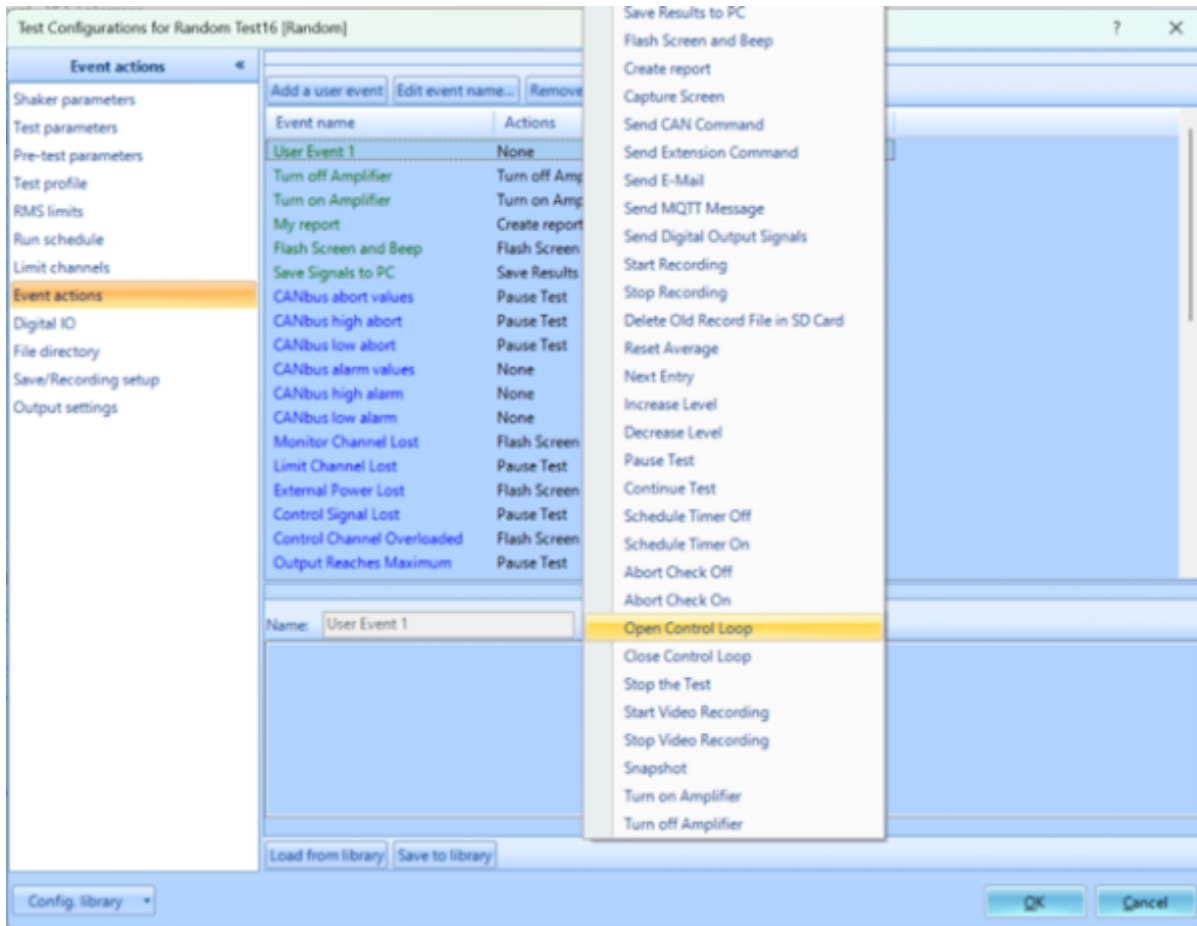 Test Configurations for Random Test16 [Random]
?
Event actions
«
Shaker parameters
Test parameters
Pre-test parameters
Test profile
RMS limits
Run schedule
Limit channels
Event actions
Digital IO
File directory
Save/Recording setup
Output settings
Add a user event
Edit event name...
Remove
Event name Actions
User Event 1 None
Turn off Amplifier Turn off Amp
Turn on Amplifier Turn on Amp
My report Create report
Flash Screen and Beep Flash Screen
Save Signals to PC Save Results
CANbus abort values Pause Test
CANbus high abort Pause Test
CANbus low abort Pause Test
CANbus alarm values None
CANbus high alarm None
CANbus low alarm None
Monitor Channel Lost Flash Screen
Limit Channel Lost Pause Test
External Power Lost Flash Screen
Control Signal Lost Pause Test
Control Channel Overloaded Flash Screen
Output Reaches Maximum Pause Test
Name: User Event 1
Save Results to PC
Flash Screen and Beep
Create report
Capture Screen
Send CAN Command
Send Extension Command
Send E-Mail
Send MQTT Message
Send Digital Output Signals
Start Recording
Stop Recording
Delete Old Record File in SD Card
Reset Average
Next Entry
Increase Level
Decrease Level
Pause Test
Continue Test
Schedule Timer Off
Schedule Timer On
Abort Check Off
Abort Check On
Open Control Loop
Close Control Loop
Stop the Test
Start Video Recording
Stop Video Recording
Snapshot
Turn on Amplifier
Turn off Amplifier
Load from library
Save to library
Config. library
OK
Cancel